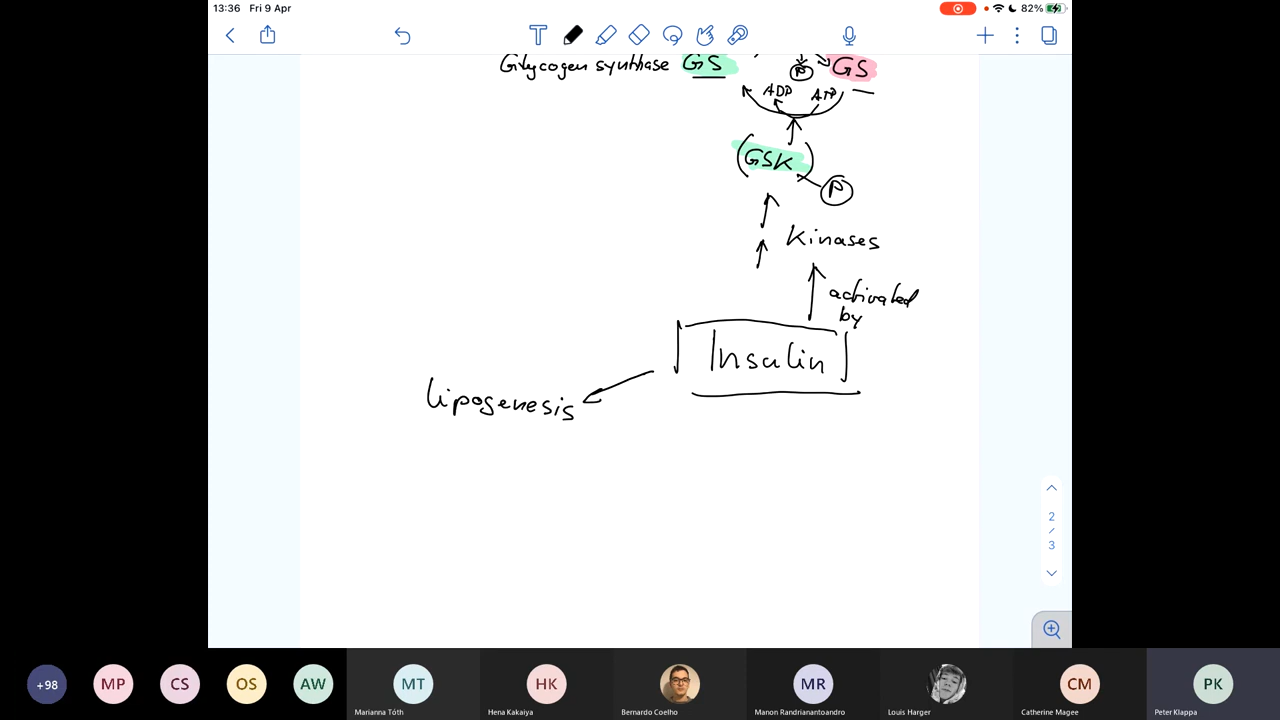 13:36 Fri 9 Apr
82%
T
Glycogen synthase GS P GS
ADP ATP
(GSK)
P
Kinases
activated
by
Insulin
lipogenesis
2
/
3
+98 MP CS OS AW MT HK MR CM PK
Marianna Tóth Hena Kakaiya Bernardo Coelho Manon Randrianantoandro Louis Harger Catherine Magee Peter Klappa